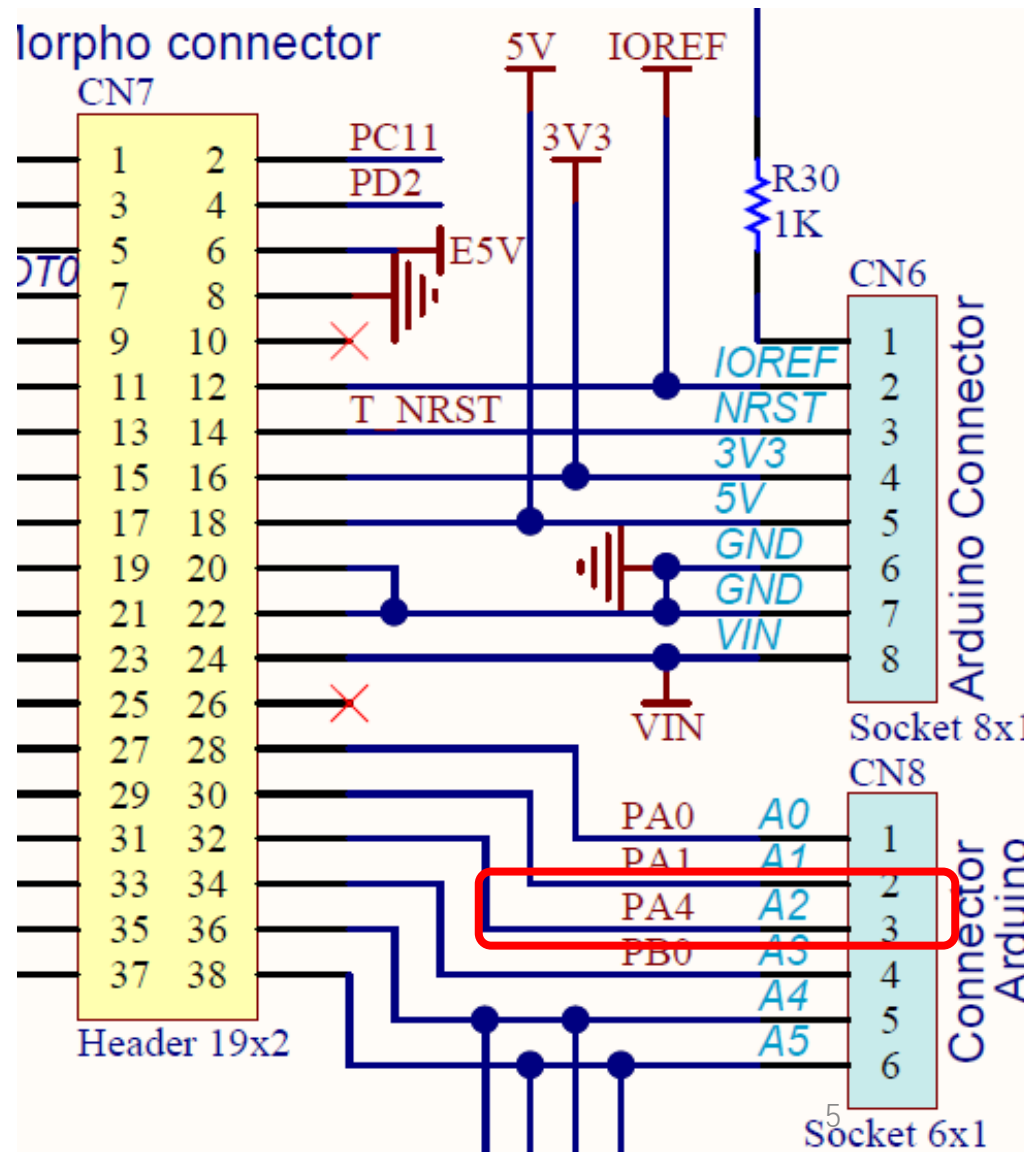 Morpho connector
CN7
5V
IOREF
3V3
R30
1K
PC11
PD2
E5V
OT0
1 2
3 4
5 6
7 8
9 10
11 12
13 14
15 16
17 18
19 20
21 22
23 24
25 26
27 28
29 30
31 32
33 34
35 36
37 38
Header 19x2
T_NRST
CN6
IOREF
NRST
3V3
5V
GND
GND
VIN
VIN
1
2
3
4
5
6
7
8
Arduino Connector
Socket 8x1
CN8
PA0 A0
PA1 A1
PA4 A2
PB0 A3
A4
A5
1
2
3
4
5
6
Connector
Arduino
5
Socket 6x1